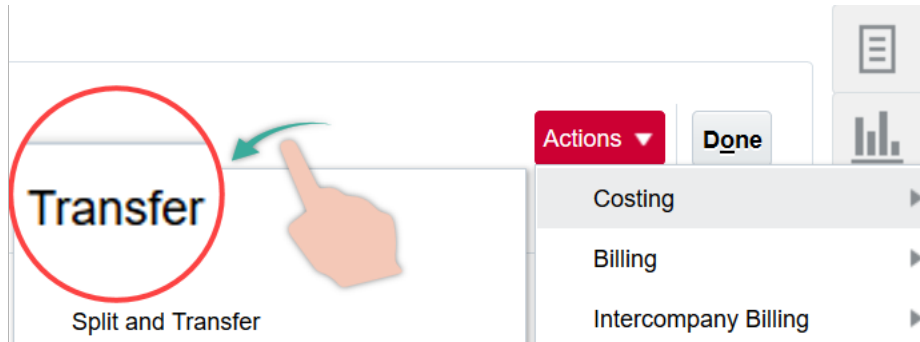 Actions
Done
Transfer
Costing
Billing
Split and Transfer
Intercompany Billing